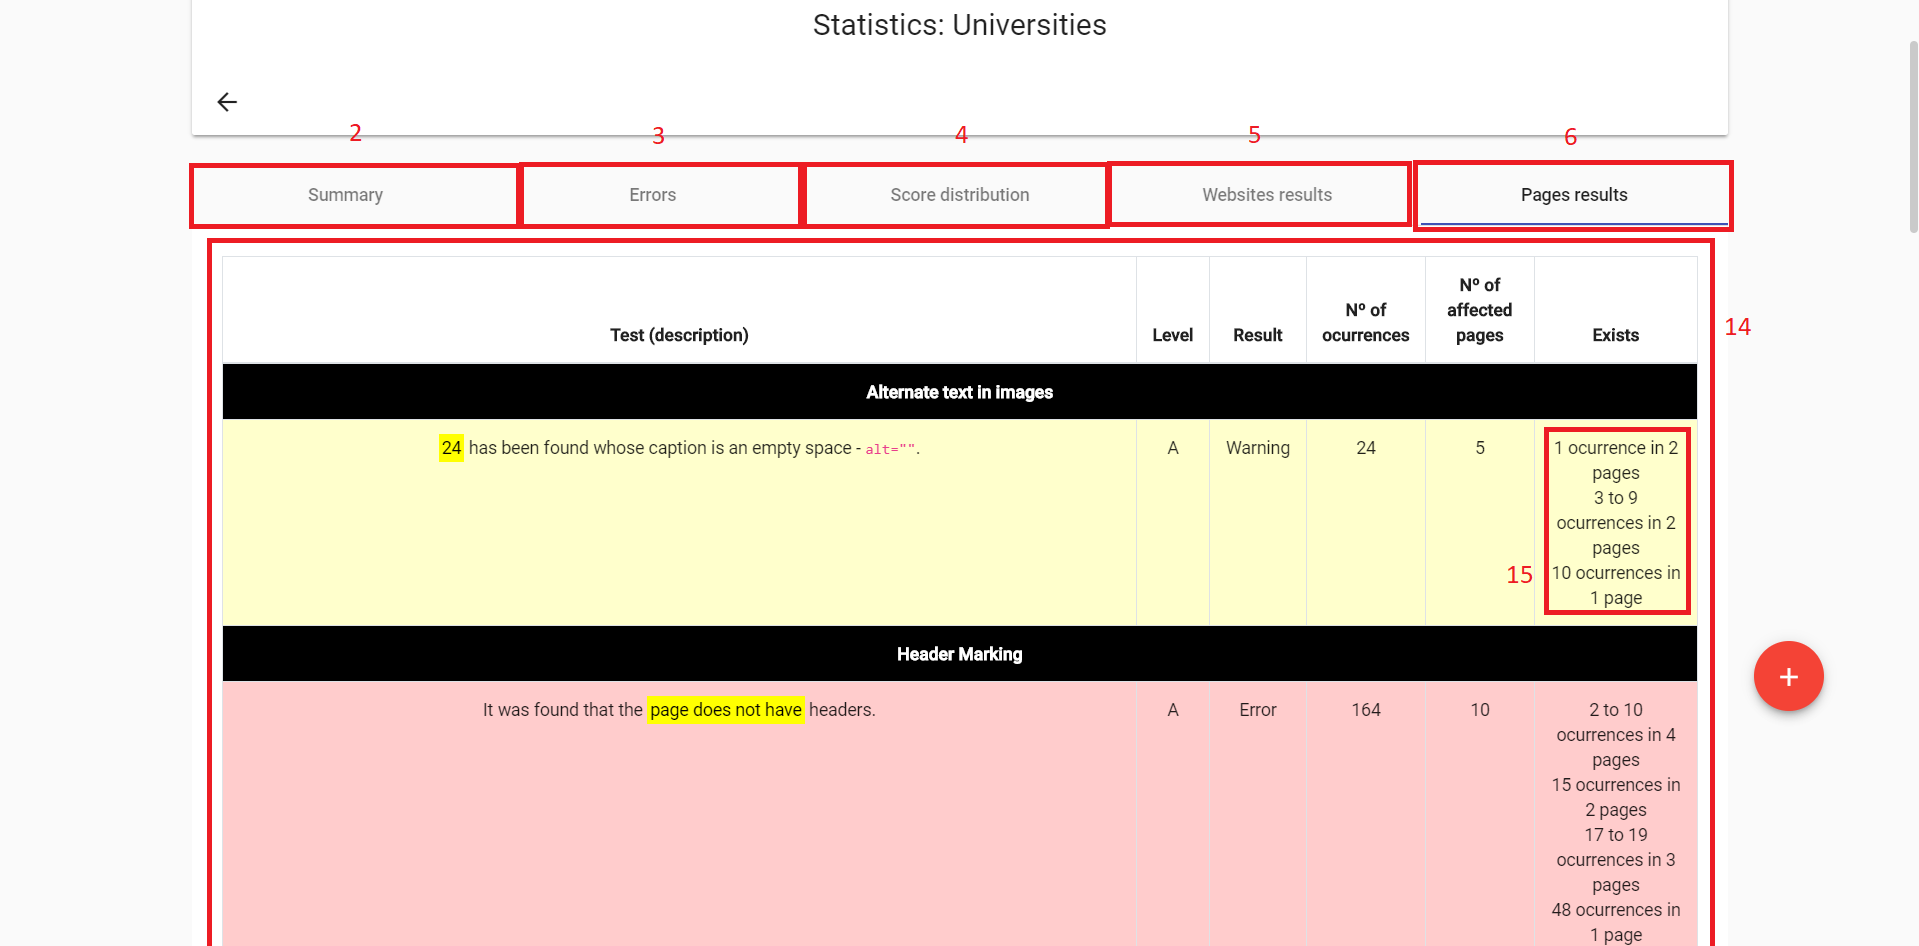 Statistics: Universities
2 3 4 5 6
Summary Errors Score distribution Websites results Pages results
Test (description) Level Result Nº of ocurrences Nº of affected pages Exists
14
Alternate text in images
24 has been found whose caption is an empty space - alt="". A Warning 24 5
1 ocurrence in 2
pages
3 to 9
ocurrences in 2
pages
15
10 ocurrences in
1 page
Header Marking
+
It was found that the page does not have headers. A Error 164 10
2 to 10
ocurrences in 4
pages
15 ocurrences in
2 pages
17 to 19
ocurrences in 3
pages
48 ocurrences in
1 page